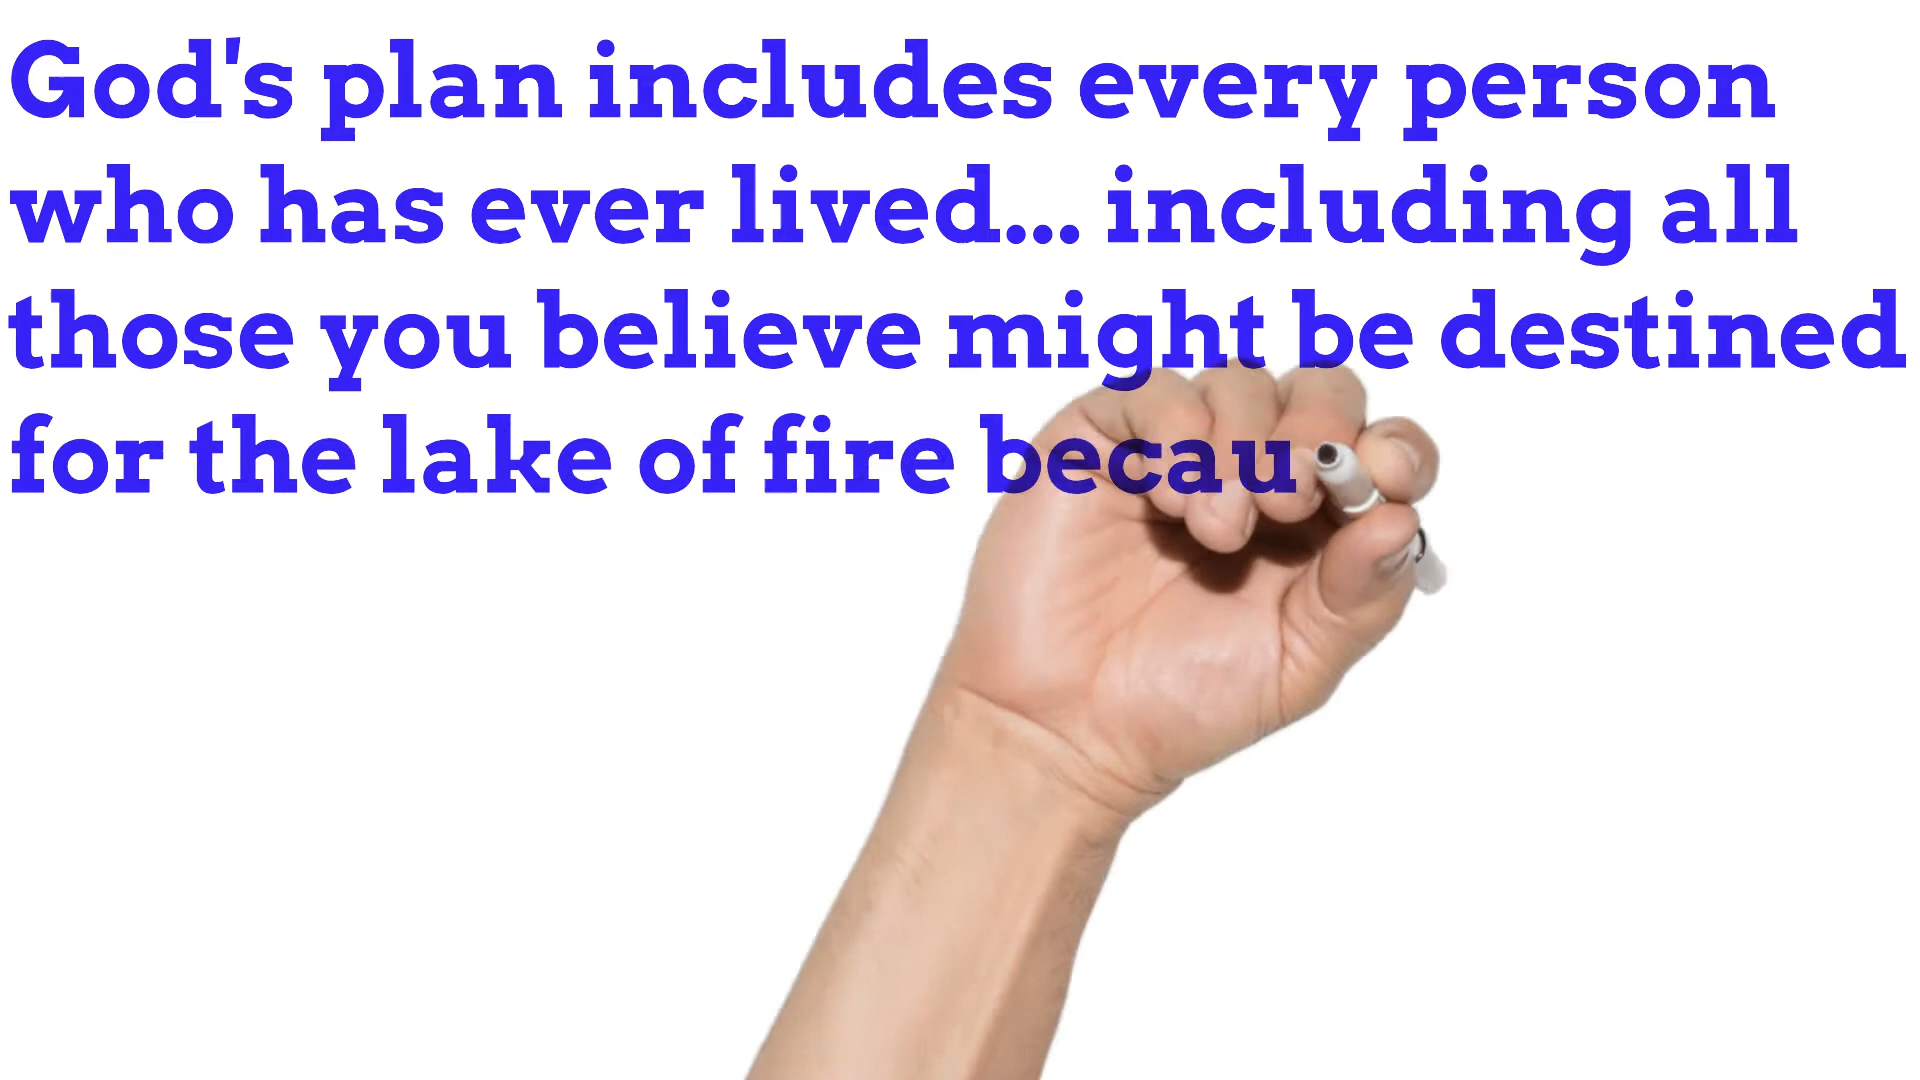 God's plan includes every person
who has ever lived... including all
those you believe might be destined
for the lake of fire becau